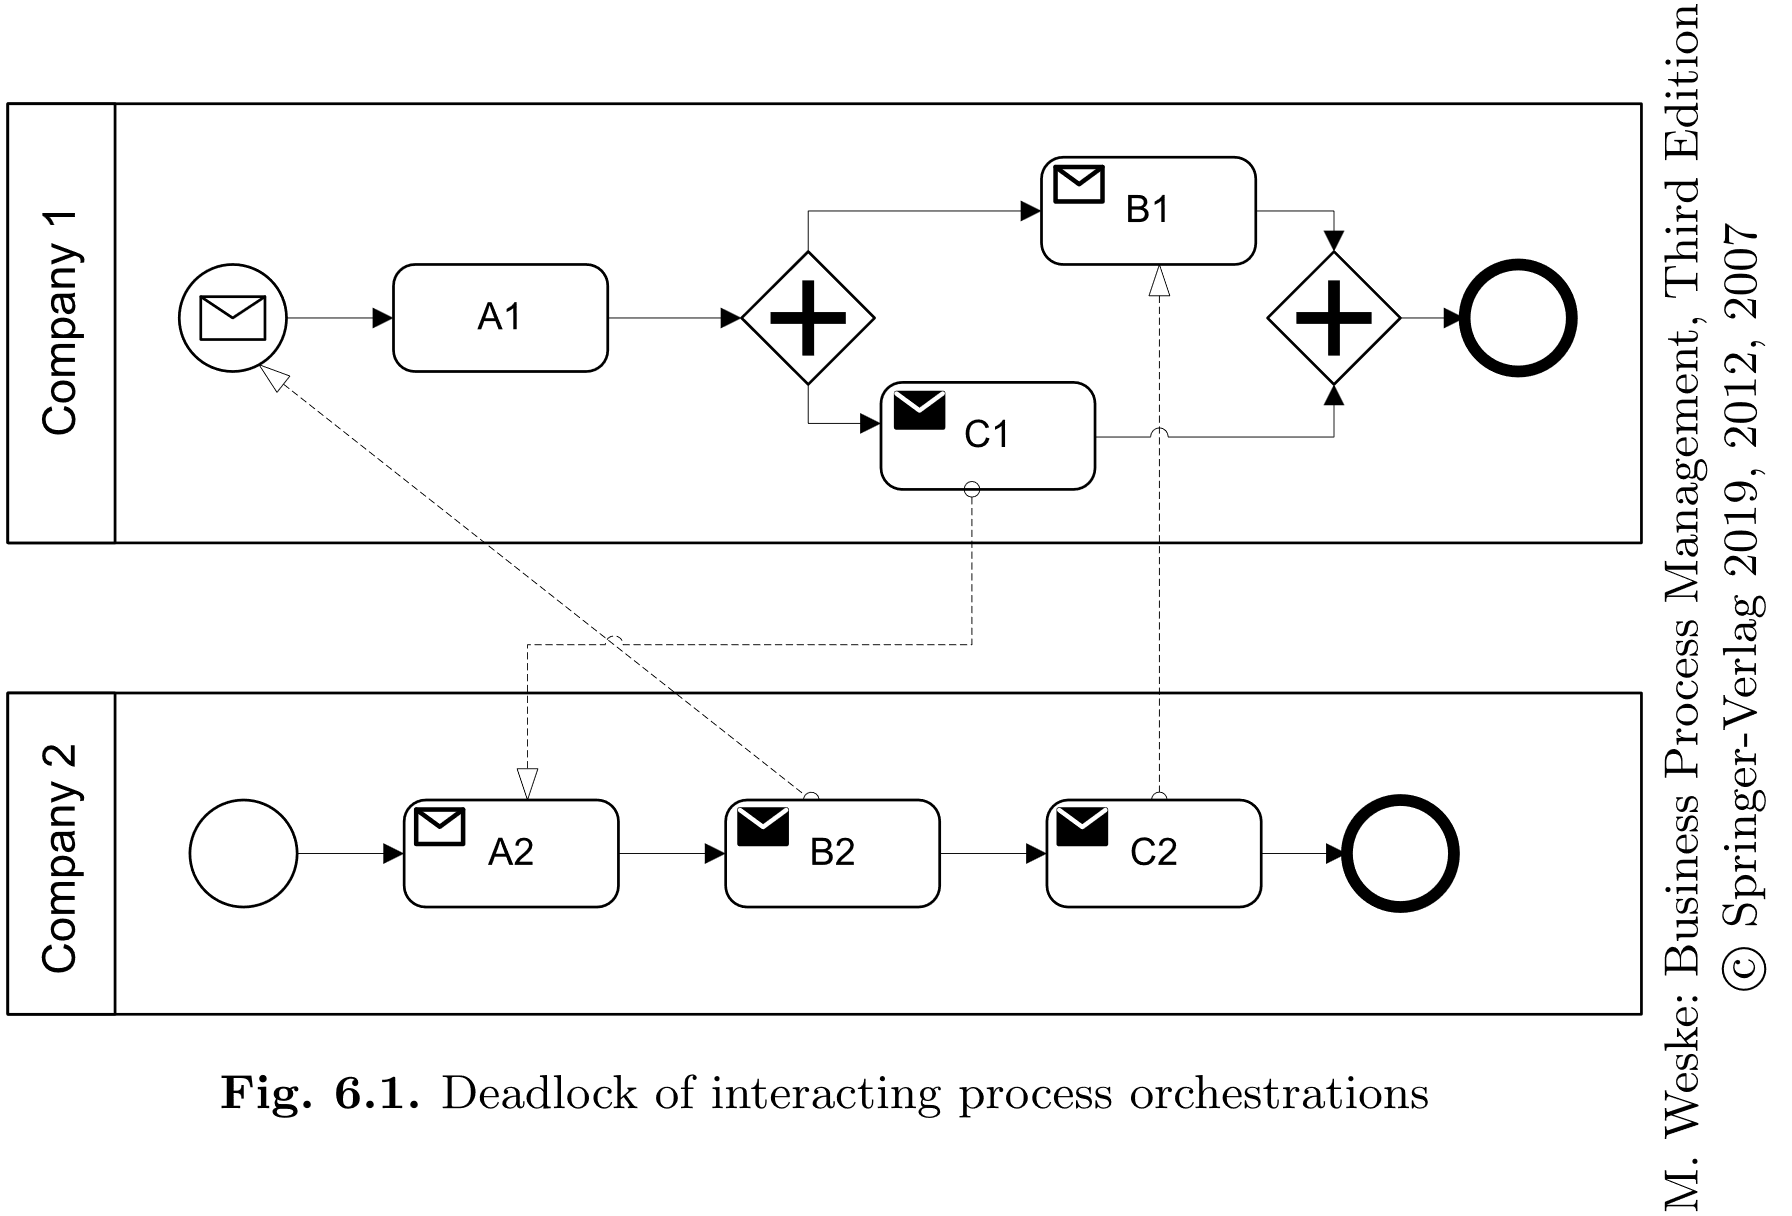 Company 1
A1
B1
C1
Company 2
A2
B2
C2
Fig. 6.1. Deadlock of interacting process orchestrations
M. Weske: Business Process Management, Third Edition
© Springer-Verlag 2019, 2012, 2007